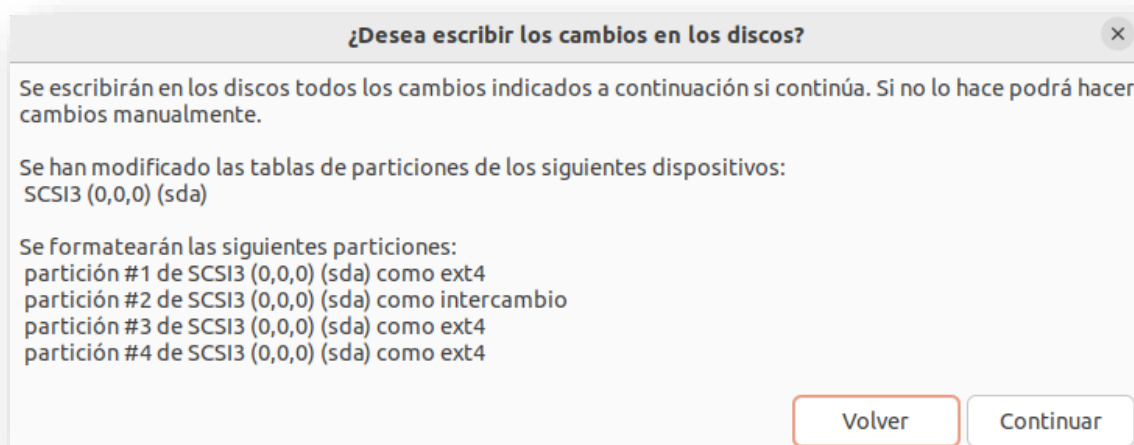 ¿Desea escribir los cambios en los discos?
Se escribirán en los discos todos los cambios indicados a continuación si continúa. Si no lo hace podrá hacer
cambios manualmente.
Se han modificado las tablas de particiones de los siguientes dispositivos:
SCSI3 (0,0,0) (sda)
Se formatearán las siguientes particiones:
partición #1 de SCSI3 (0,0,0) (sda) como ext4
partición #2 de SCSI3 (0,0,0) (sda) como intercambio
partición #3 de SCSI3 (0,0,0) (sda) como ext4
partición #4 de SCSI3 (0,0,0) (sda) como ext4
Volver Continuar